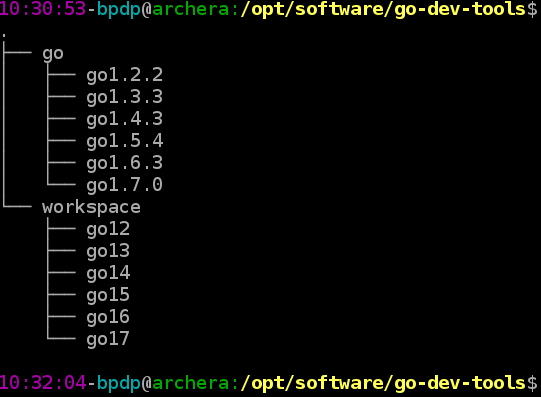 10:30:53-bpdp@archera:/opt/software/go-dev-tools$
.
├── go
│   ├── go1.2.2
│   ├── go1.3.3
│   ├── go1.4.3
│   ├── go1.5.4
│   ├── go1.6.3
│   └── go1.7.0
└── workspace
    ├── go12
    ├── go13
    ├── go14
    ├── go15
    ├── go16
    └── go17
10:32:04-bpdp@archera:/opt/software/go-dev-tools$